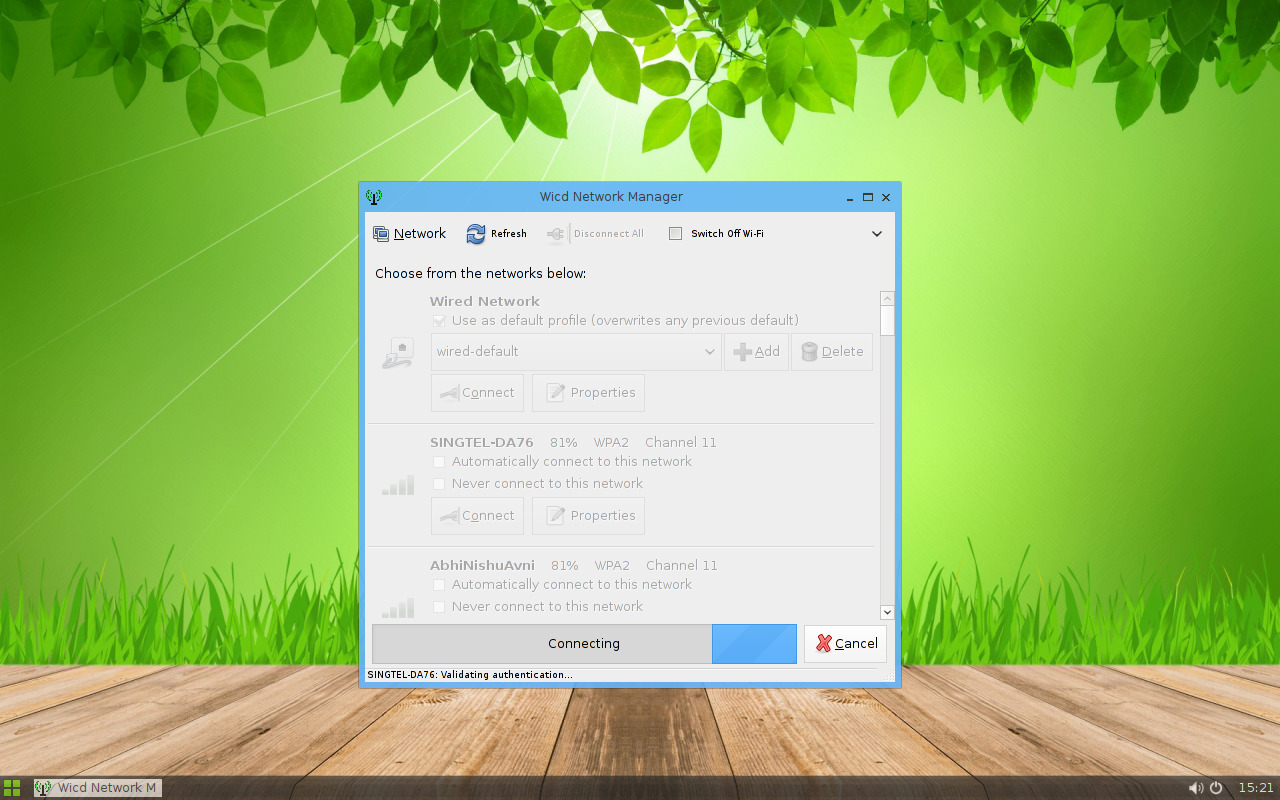 Wicd Network Manager
Network Refresh Disconnect All Switch Off Wi-Fi
Choose from the networks below:
Wired Network
Use as default profile (overwrites any previous default)
wired-default Add Delete
Connect Properties
SINGTEL-DA76 81% WPA2 Channel 11
Automatically connect to this network
Never connect to this network
Connect Properties
AbhiNishuAvni 81% WPA2 Channel 11
Automatically connect to this network
Never connect to this network
Connecting Cancel
SINGTEL-DA76: Validating authentication...
Wicd Network M 15:21